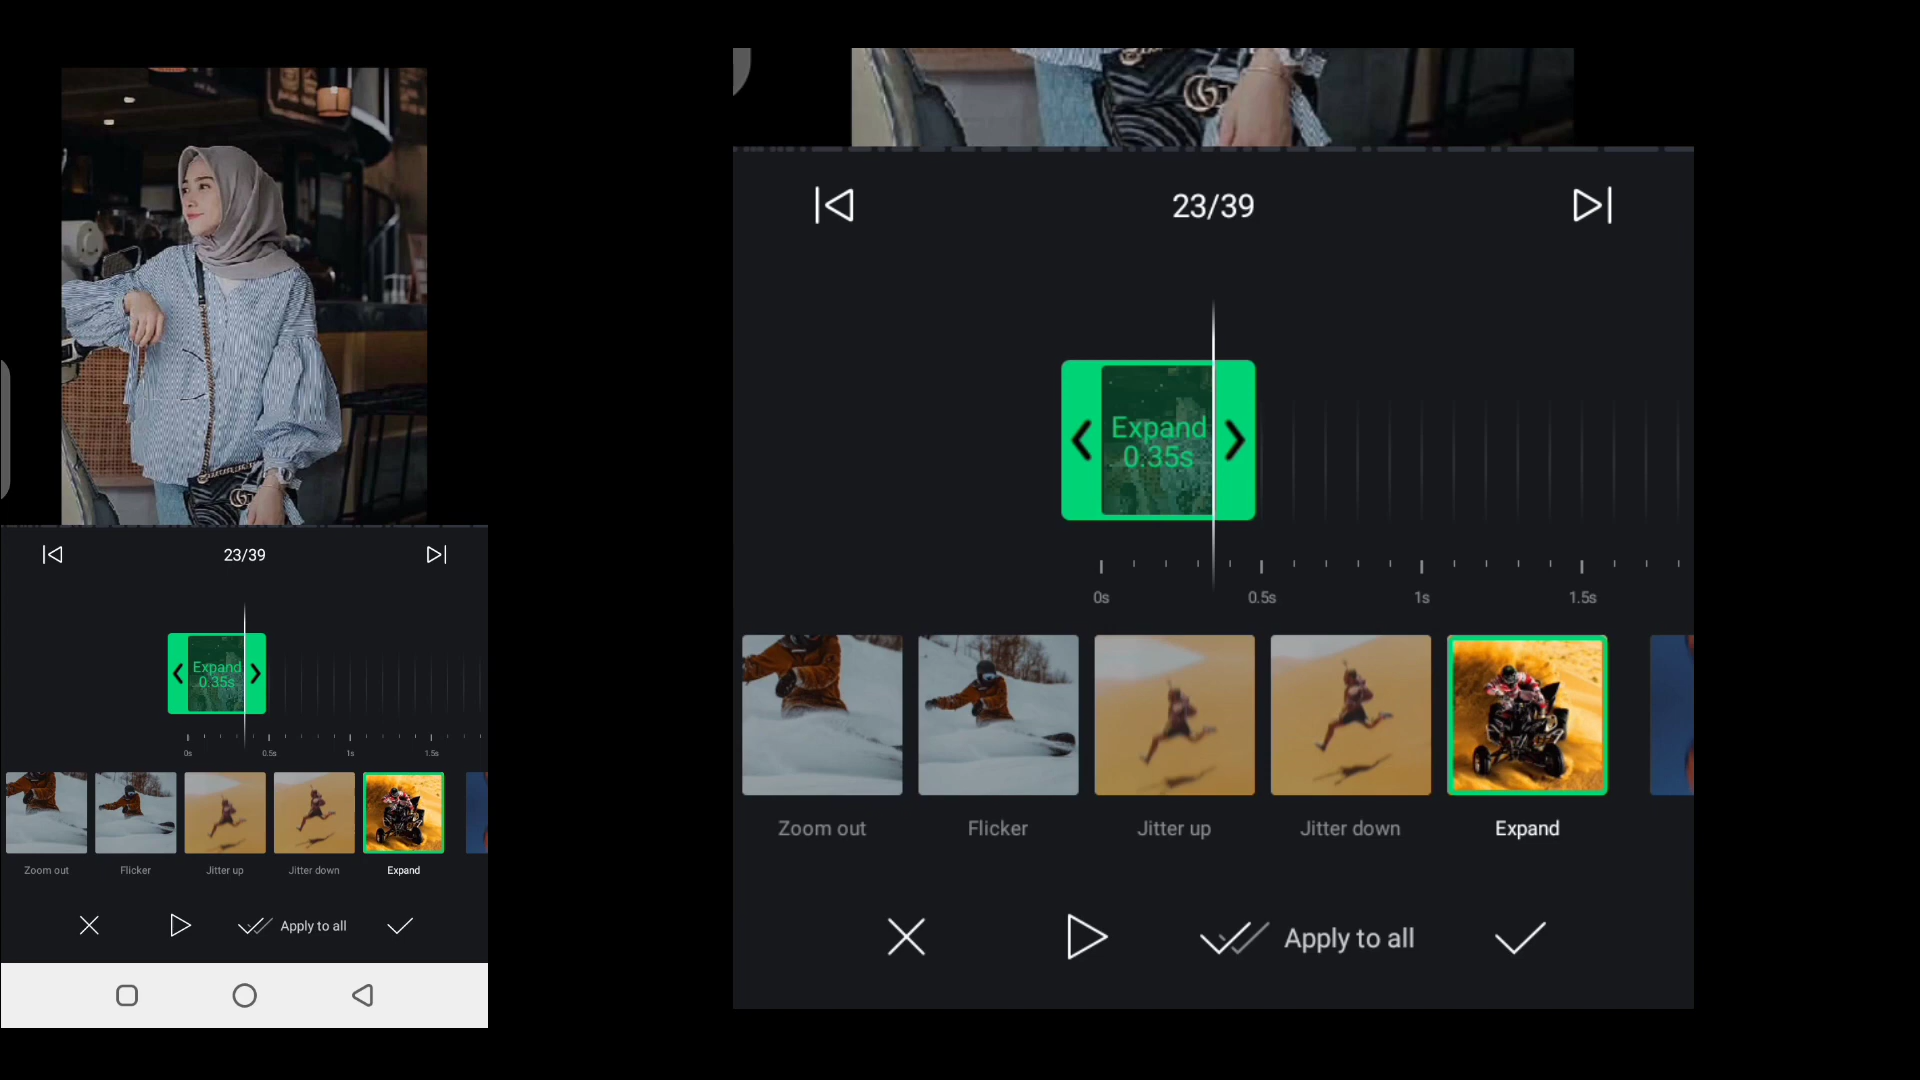 23/39
Expand
0.35s
0s 0.5s 1s 1.5s
Zoom out Flicker Jitter up Jitter down Expand
Apply to all
23/39
Expand
0.35s
0s 0.5s 1s 1.5s
Zoom out Flicker Jitter up Jitter down Expand
Apply to all